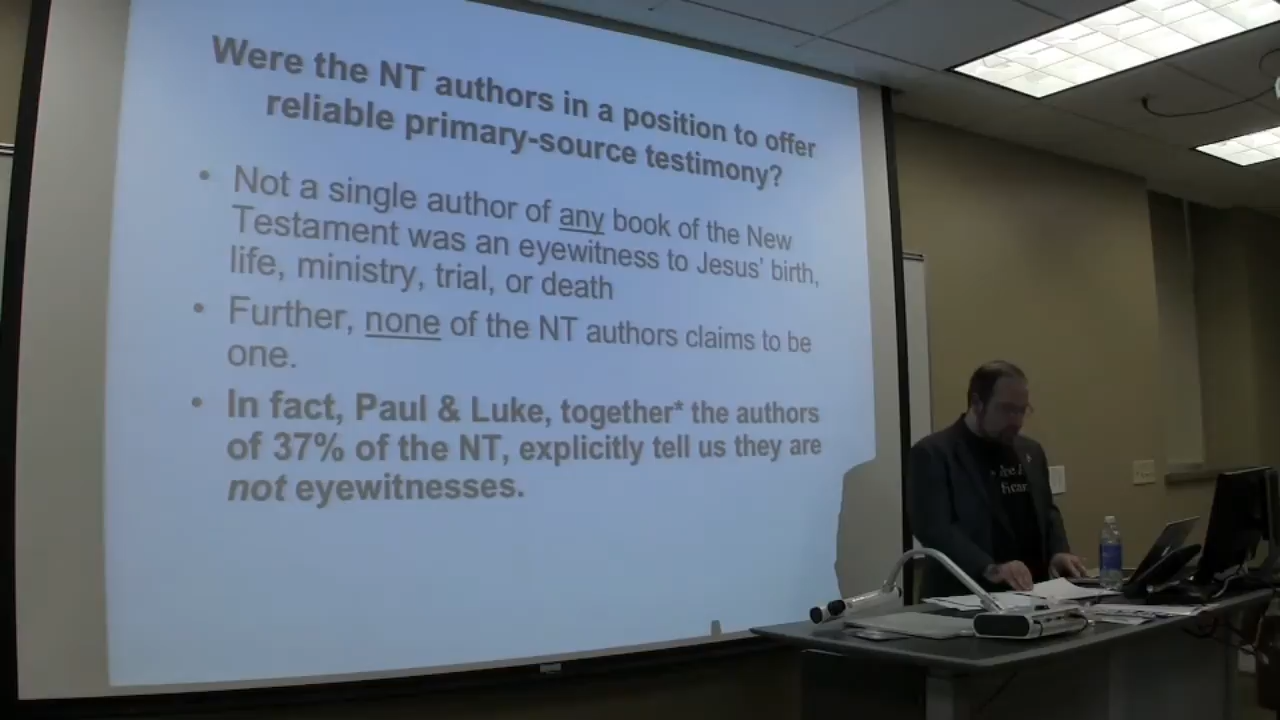 Were the NT authors in a position to offer
reliable primary-source testimony?
• Not a single author of any book of the New
Testament was an eyewitness to Jesus' birth,
life, ministry, trial, or death
• Further, none of the NT authors claims to be
one.
• In fact, Paul & Luke, together* the authors
of 37% of the NT, explicitly tell us they are
not eyewitnesses.